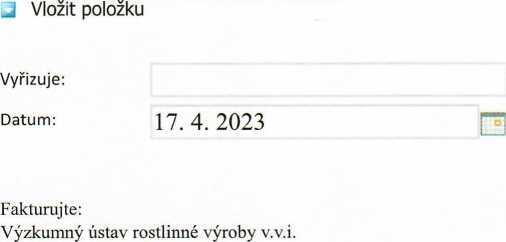 Vložit položku
Vyřizuje:
Datum: 17. 4. 2023
Fakturujte:
Výzkumný ústav rostlinné výroby v.v.i.